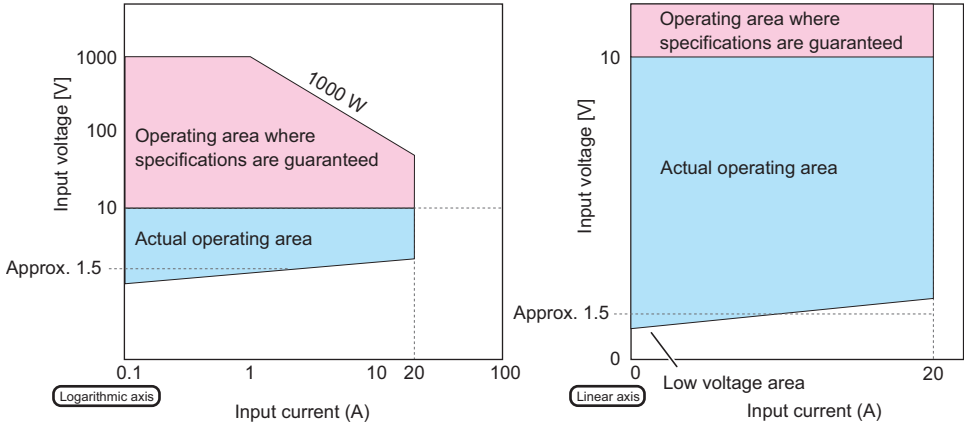 1000
100
10
Approx. 1.5
Input voltage [V]
1000 W
Operating area where
specifications are guaranteed
Actual operating area
0.1 1 10 20 100
Logarithmic axis
Input current (A)
10
Approx. 1.5
0
Input voltage [V]
Operating area where
specifications are guaranteed
Actual operating area
0 20
Low voltage area
Linear axis
Input current (A)